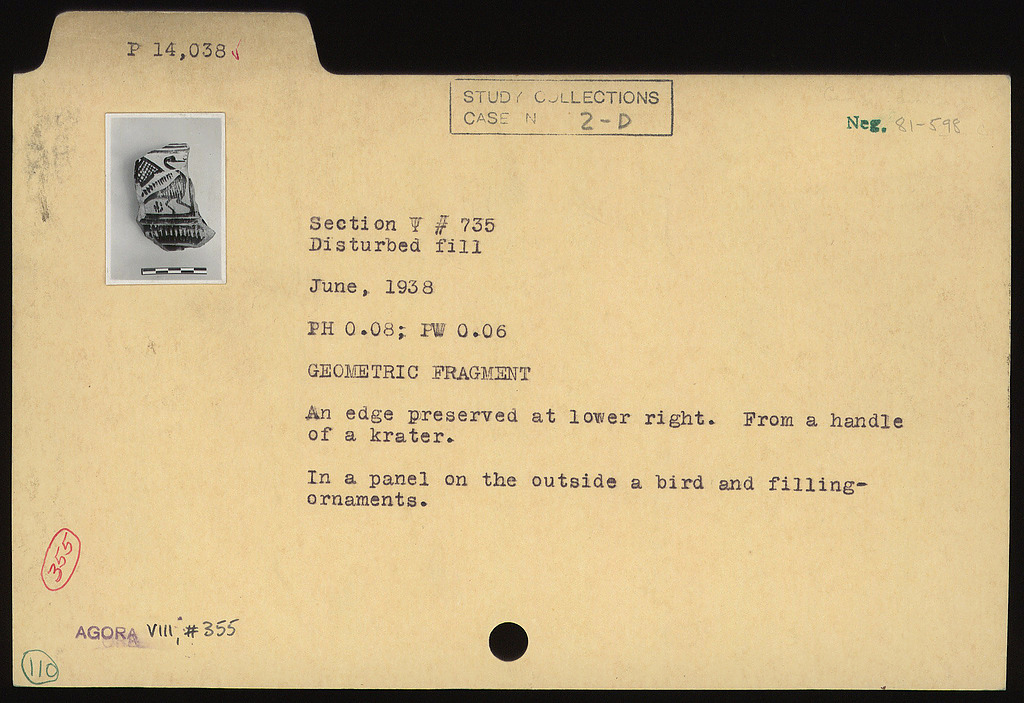 P 14,038✓
STUDY COLLECTIONS
CASE N 2-D
Neg. 81-598
Section Ψ # 735
Disturbed fill
June, 1938
PH 0.08; PW 0.06
GEOMETRIC FRAGMENT
An edge preserved at lower right. From a handle
of a krater.
In a panel on the outside a bird and filling-
ornaments.
355
AGORA VIII, #355
110